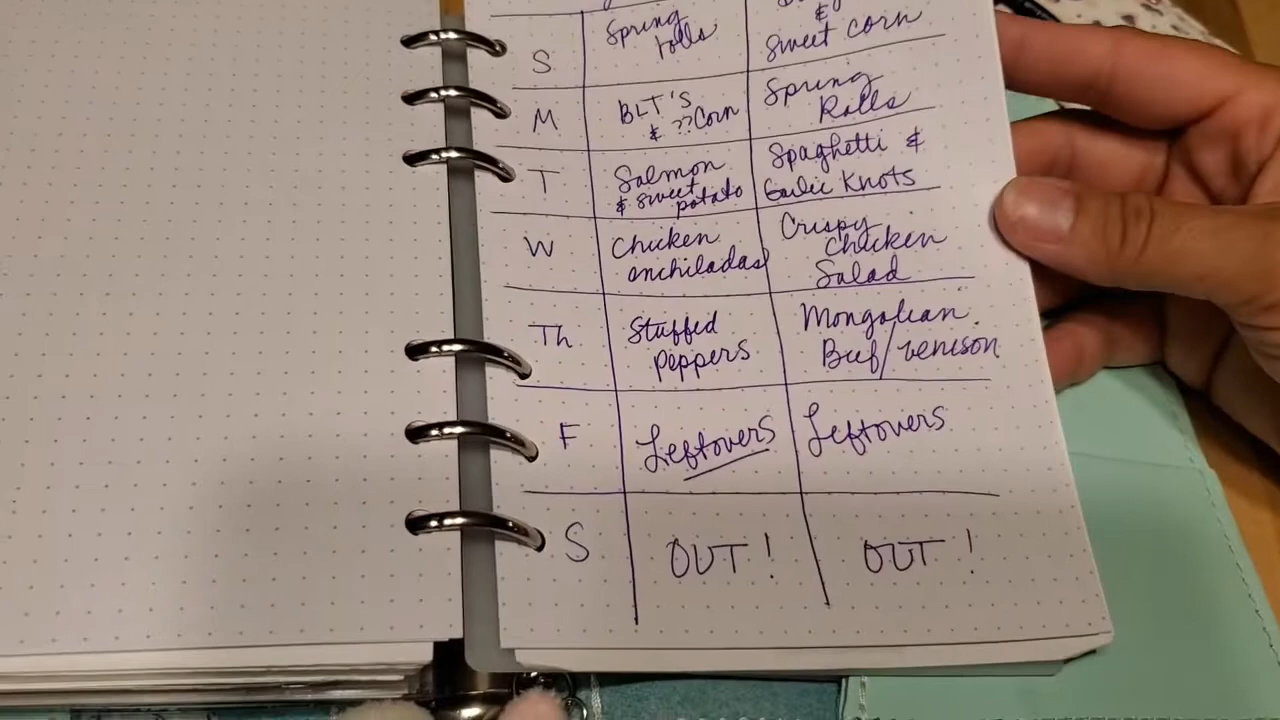 S
Spring
rolls
&
Sweet corn
M
BLT's
& ??Corn
Spring
Rolls
T
Salmon
& sweet
potato
Spaghetti &
Garlic Knots
W
Chicken
enchiladas
Crispy
Chicken
Salad
Th
Stuffed
Peppers
Mongolian
Beef/venison
F
Leftovers
Leftovers
S
OUT!
OUT!